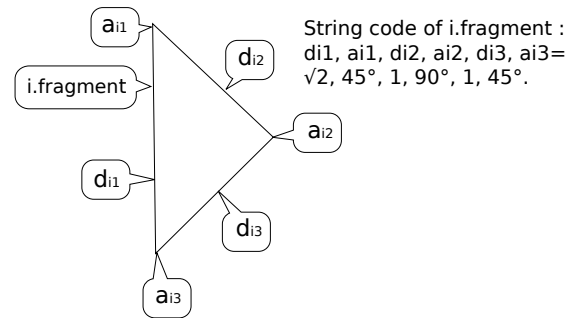 ai1
String code of i.fragment :
di1, ai1, di2, ai2, di3, ai3=
√2, 45°, 1, 90°, 1, 45°.
di2
i.fragment
ai2
di1
di3
ai3